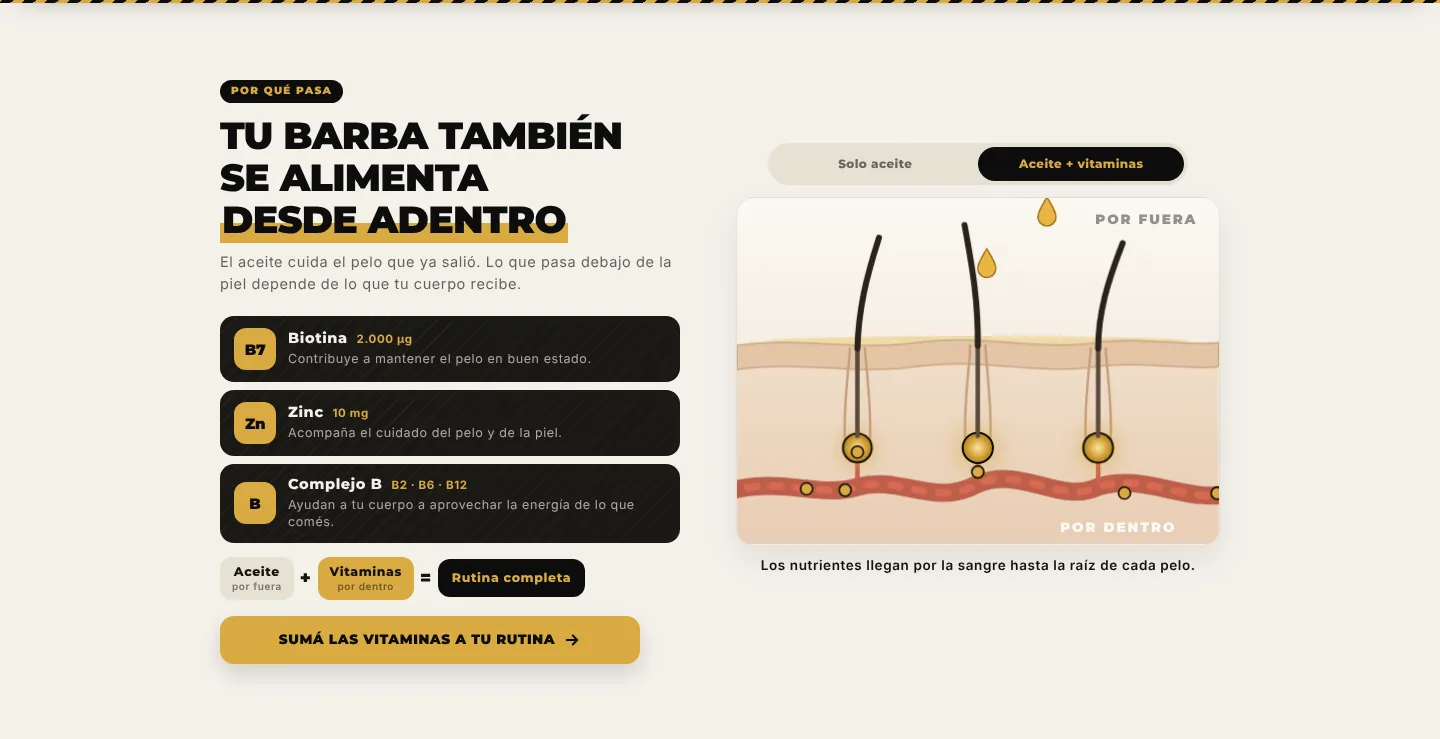 POR QUÉ PASA
TU BARBA TAMBIÉN
SE ALIMENTA
DESDE ADENTRO
El aceite cuida el pelo que ya salió. Lo que pasa debajo de la
piel depende de lo que tu cuerpo recibe.
B7
Biotina 2.000 µg
Contribuye a mantener el pelo en buen estado.
Zn
Zinc 10 mg
Acompaña el cuidado del pelo y de la piel.
B
Complejo B B2 · B6 · B12
Ayudan a tu cuerpo a aprovechar la energía de lo que
comés.
Aceite
por fuera
+
Vitaminas
por dentro
=
Rutina completa
SUMÁ LAS VITAMINAS A TU RUTINA →
Solo aceite
Aceite + vitaminas
POR FUERA
POR DENTRO
Los nutrientes llegan por la sangre hasta la raíz de cada pelo.